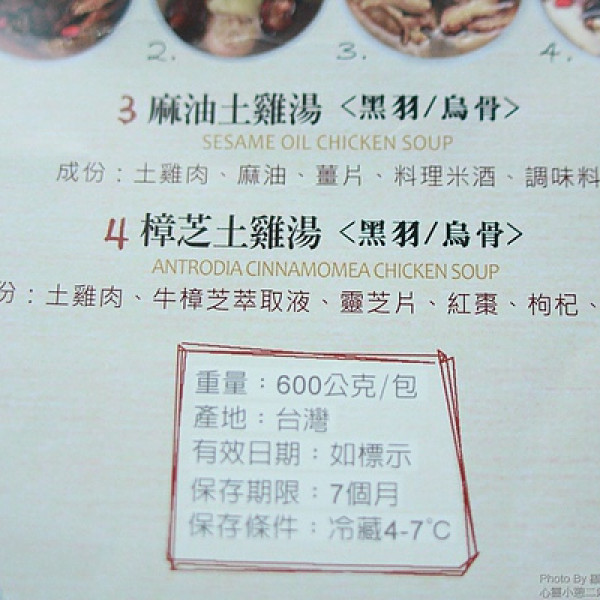 2.
3.
4.
3 麻油土雞湯〈黑羽/烏骨〉
SESAME OIL CHICKEN SOUP
成份：土雞肉、麻油、薑片、料理米酒、調味料
4 樟芝土雞湯〈黑羽/烏骨〉
ANTRODIA CINNAMOMEA CHICKEN SOUP
份：土雞肉、牛樟芝萃取液、靈芝片、紅棗、枸杞、
重量：600公克/包
產地：台灣
有效日期：如標示
保存期限：7個月
保存條件：冷藏4-7°C
Photo By
心靈小憩二